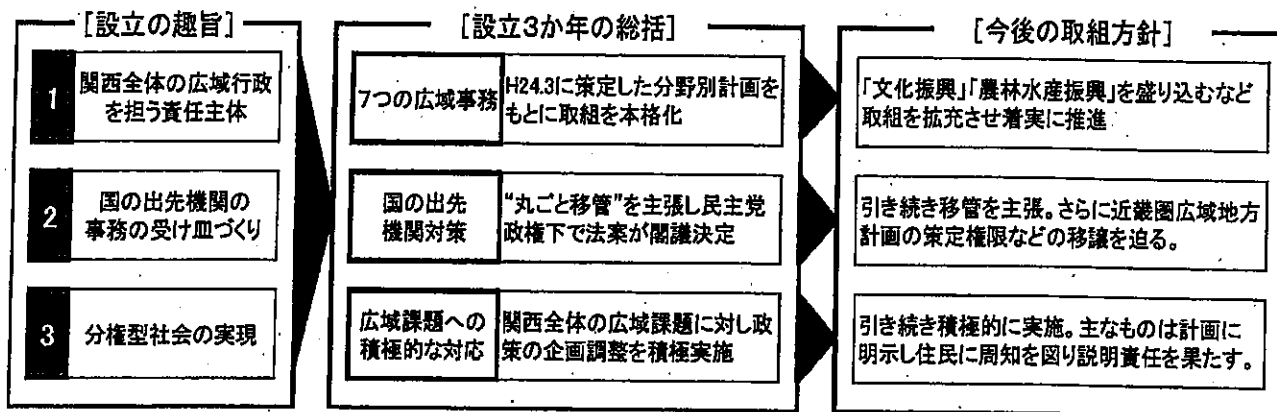 [設立の趣旨]
1
関西全体の広域行政
を担う責任主体
2
国の出先機関の
事務の受け皿づくり
3
分権型社会の実現
[設立3か年の総括]
7つの広域事務
H24.3に策定した分野別計画を
もとに取組を本格化
国の出先
機関対策
“丸ごと移管”を主張し民主党
政権下で法案が閣議決定
広域課題への
積極的な対応
関西全体の広域課題に対し政
策の企画調整を積極実施
[今後の取組方針]
「文化振興」「農林水産振興」を盛り込むなど
取組を拡充させ着実に推進
引き続き移管を主張。さらに近畿圏広域地方
計画の策定権限などの移譲を迫る。
引き続き積極的に実施。主なものは計画に
明示し住民に周知を図り説明責任を果たす。